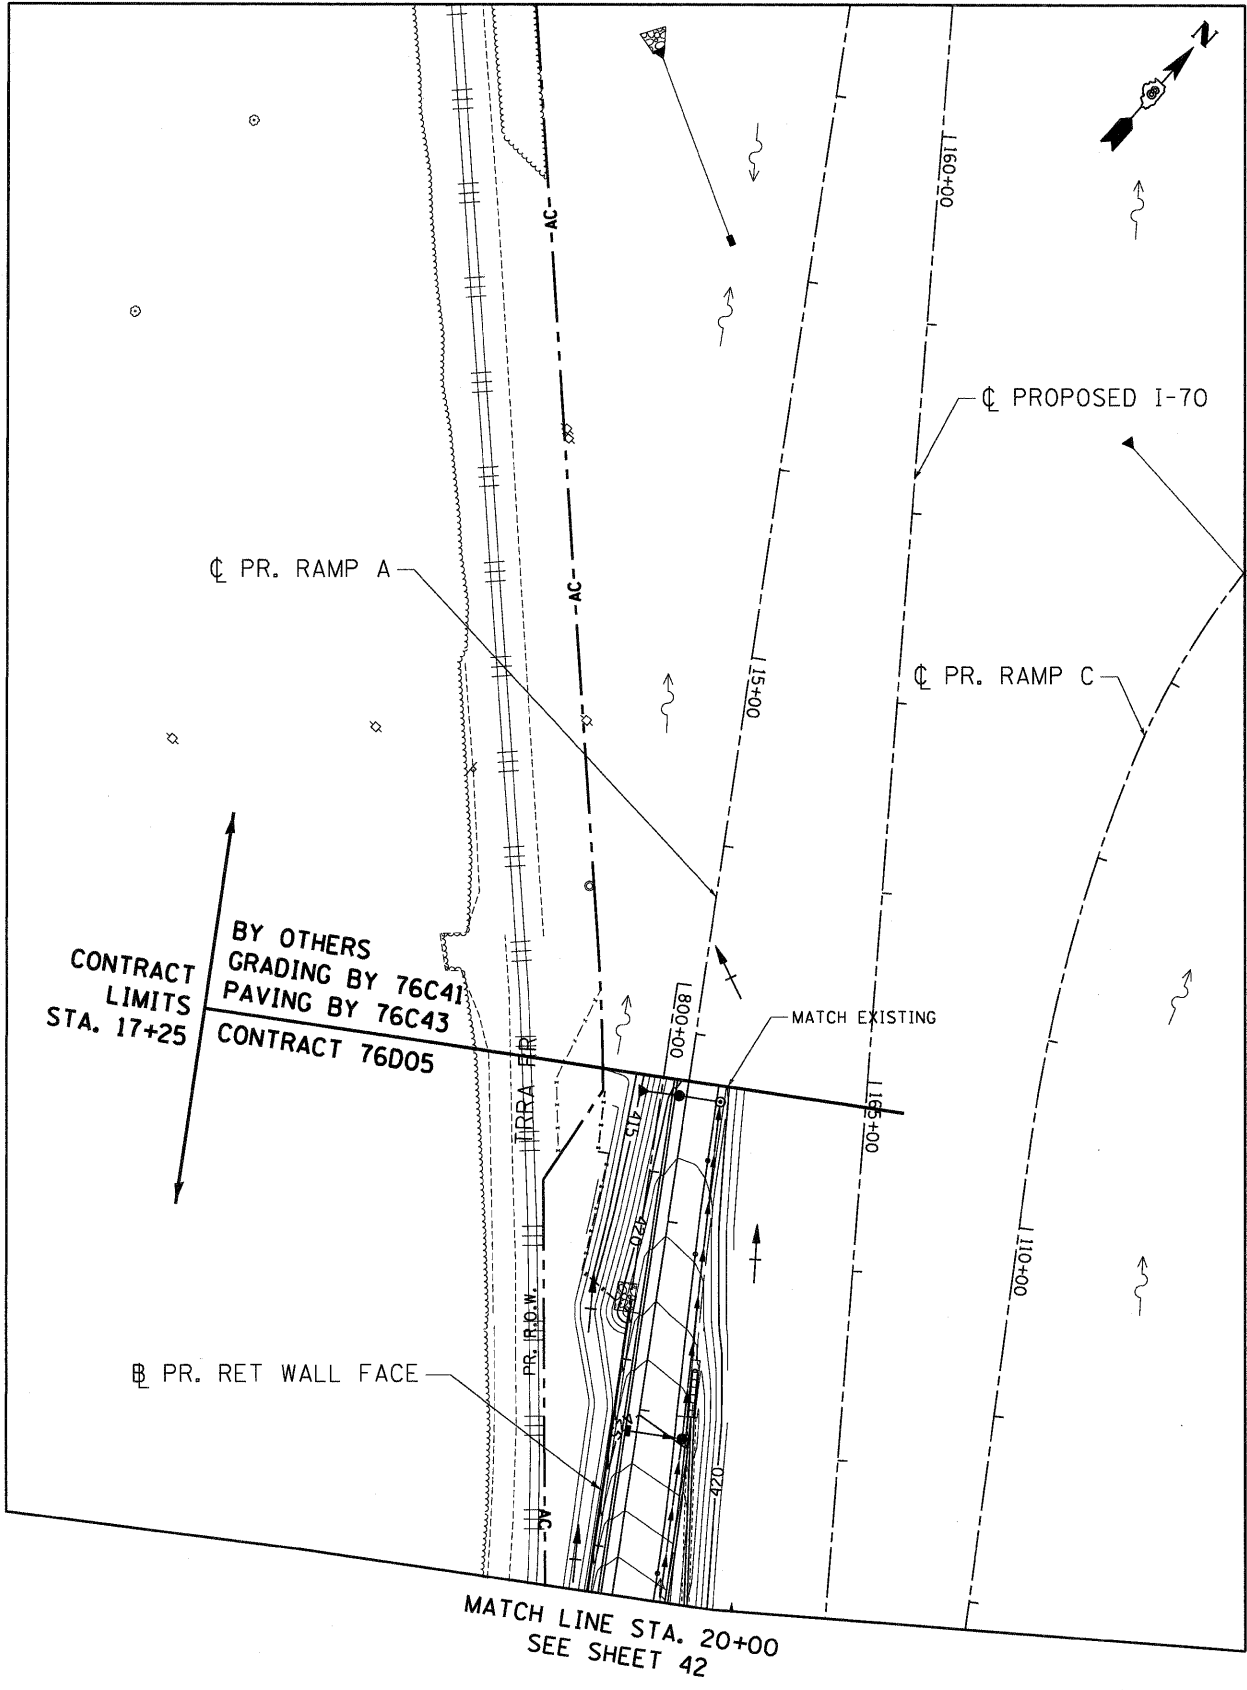 N
AC
160+00
℄ PROPOSED I-70
℄ PR. RAMP A
AC
15+00
℄ PR. RAMP C
CONTRACT
LIMITS
STA. 17+25
BY OTHERS
GRADING BY 76C41
PAVING BY 76C43
CONTRACT 76D05
800+00
MATCH EXISTING
TRRA RR
415
165+00
420
110+00
PR. R.O.W.
BL PR. RET WALL FACE
420
AC
MATCH LINE STA. 20+00
SEE SHEET 42